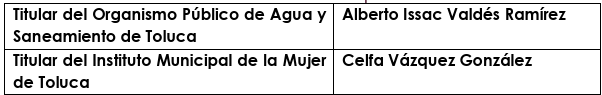 Titular del Organismo Público de Agua y Saneamiento de Toluca
Alberto Issac Valdés Ramírez
Titular del Instituto Municipal de la Mujer de Toluca
Celfa Vázquez González